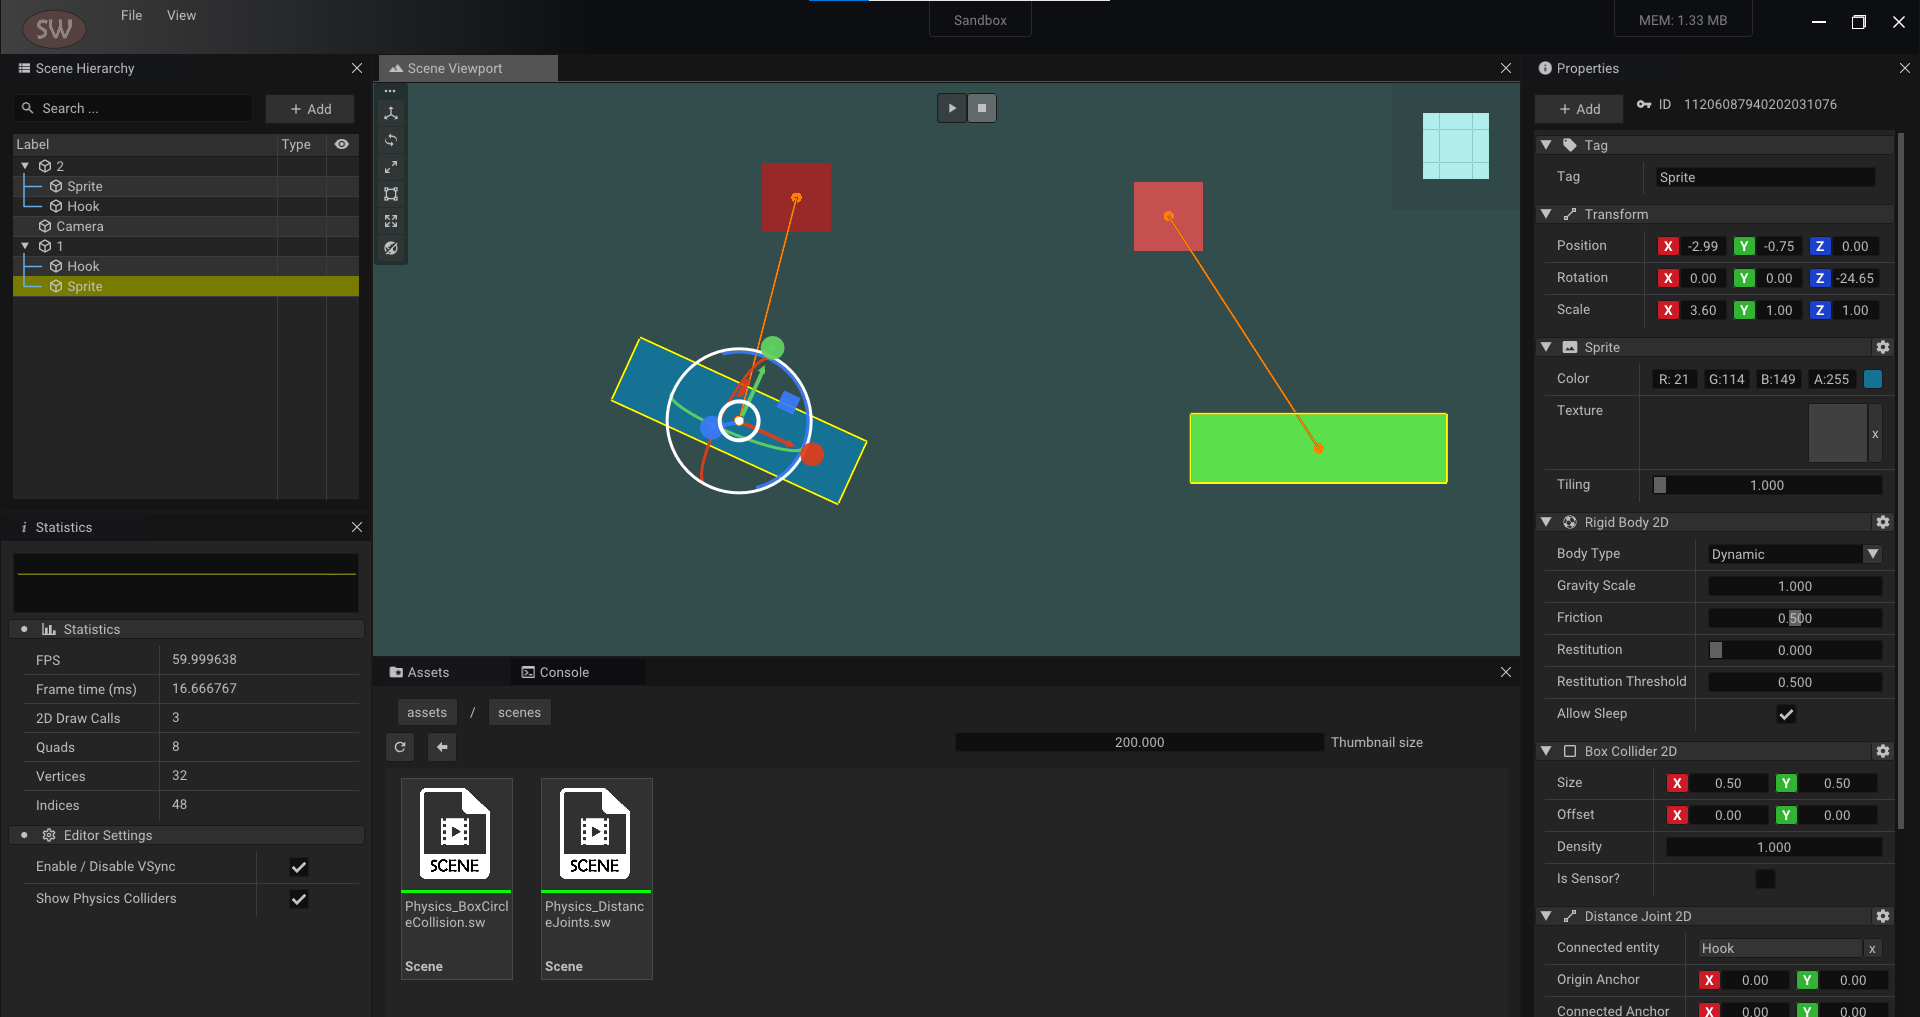 SW
File
View
Sandbox
MEM: 1.33 MB
Scene Hierarchy
Search ...
+ Add
Label
Type
2
Sprite
Hook
Camera
1
Hook
Sprite
i Statistics
Statistics
FPS 59.999638
Frame time (ms) 16.666767
2D Draw Calls 3
Quads 8
Vertices 32
Indices 48
Editor Settings
Enable / Disable VSync
Show Physics Colliders
Scene Viewport
Assets
Console
assets / scenes
200.000 Thumbnail size
SCENE
Physics_BoxCircl
eCollision.sw
Scene
SCENE
Physics_Distanc
eJoints.sw
Scene
Properties
+ Add
ID 11206087940202031076
Tag
Tag Sprite
Transform
Position X -2.99 Y -0.75 Z 0.00
Rotation X 0.00 Y 0.00 Z -24.65
Scale X 3.60 Y 1.00 Z 1.00
Sprite
Color R: 21 G:114 B:149 A:255
Texture x
Tiling 1.000
Rigid Body 2D
Body Type Dynamic
Gravity Scale 1.000
Friction 0.500
Restitution 0.000
Restitution Threshold 0.500
Allow Sleep
Box Collider 2D
Size X 0.50 Y 0.50
Offset X 0.00 Y 0.00
Density 1.000
Is Sensor?
Distance Joint 2D
Connected entity Hook x
Origin Anchor X 0.00 Y 0.00
Connected Anchor X 0.00 Y 0.00